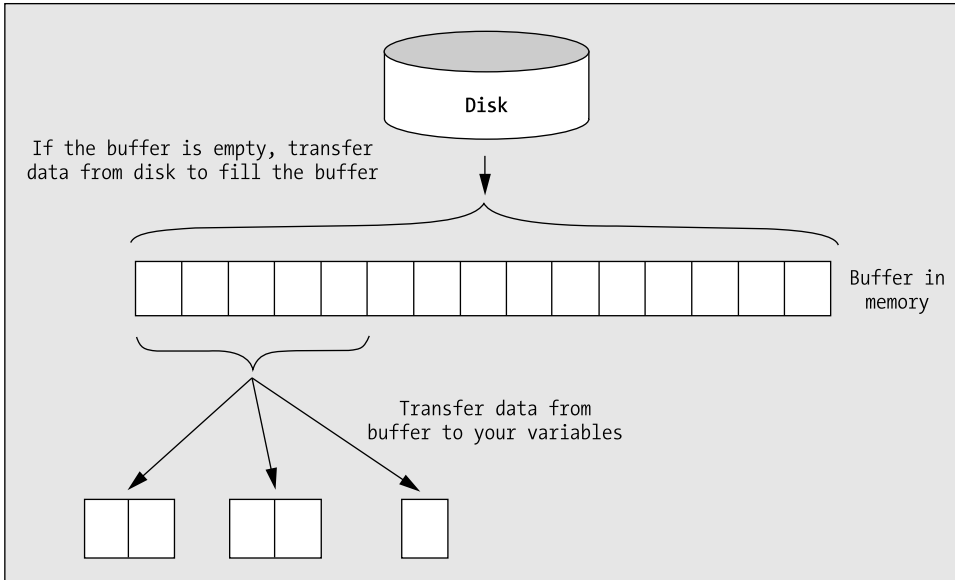 Disk
If the buffer is empty, transfer
data from disk to fill the buffer
Buffer in
memory
Transfer data from
buffer to your variables